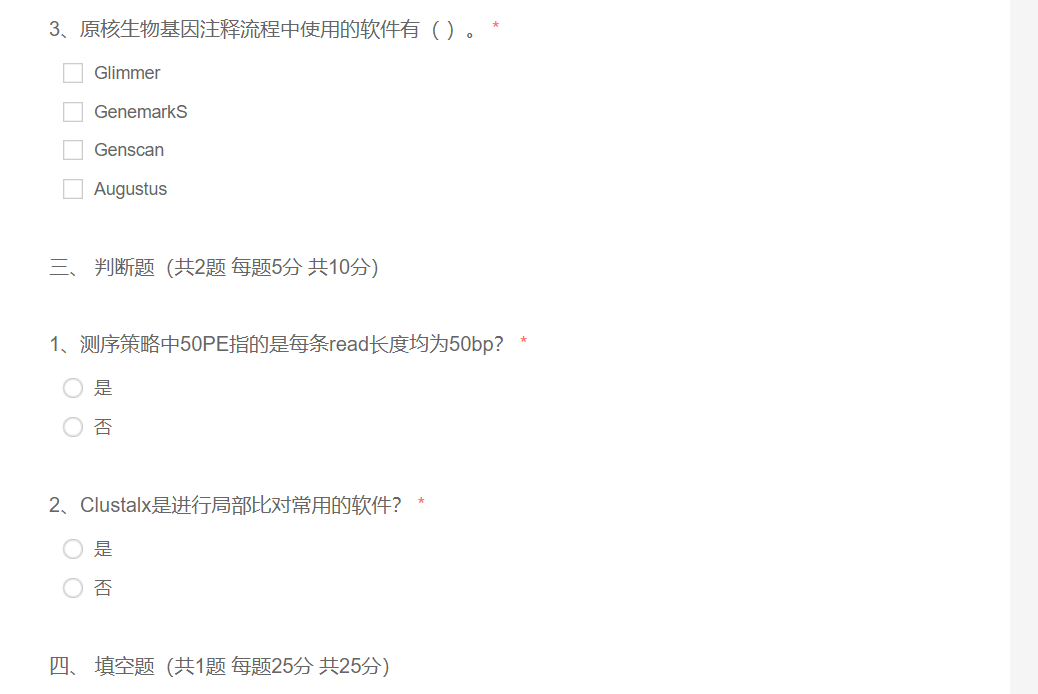 3、原核生物基因注释流程中使用的软件有（ ）。 *
Glimmer
GenemarkS
Genscan
Augustus
三、 判断题（共2题 每题5分 共10分）
1、测序策略中50PE指的是每条read长度均为50bp？ *
是
否
2、Clustalx是进行局部比对常用的软件？ *
是
否
四、 填空题（共1题 每题25分 共25分）